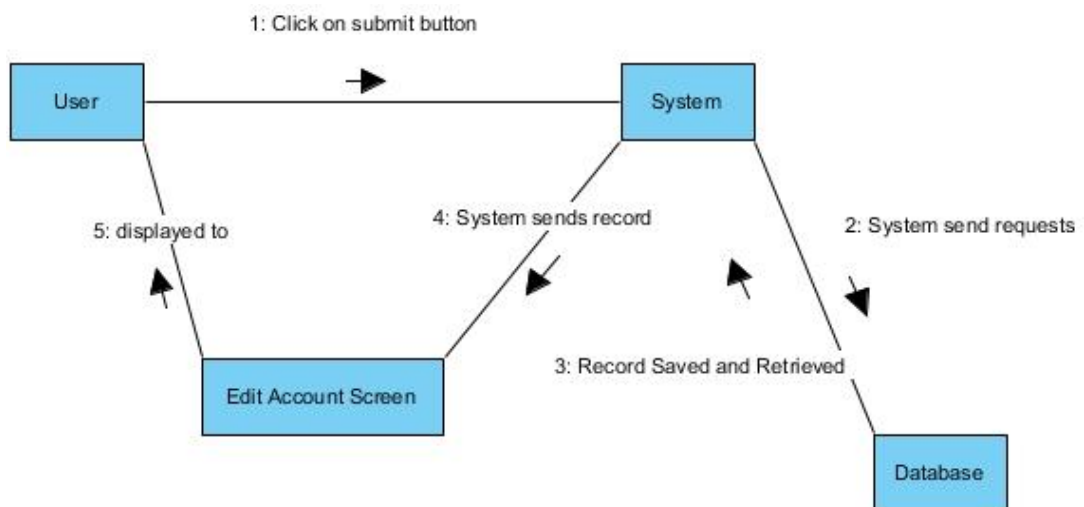 1: Click on submit button
User
System
4: System sends record
2: System send requests
5: displayed to
3: Record Saved and Retrieved
Edit Account Screen
Database